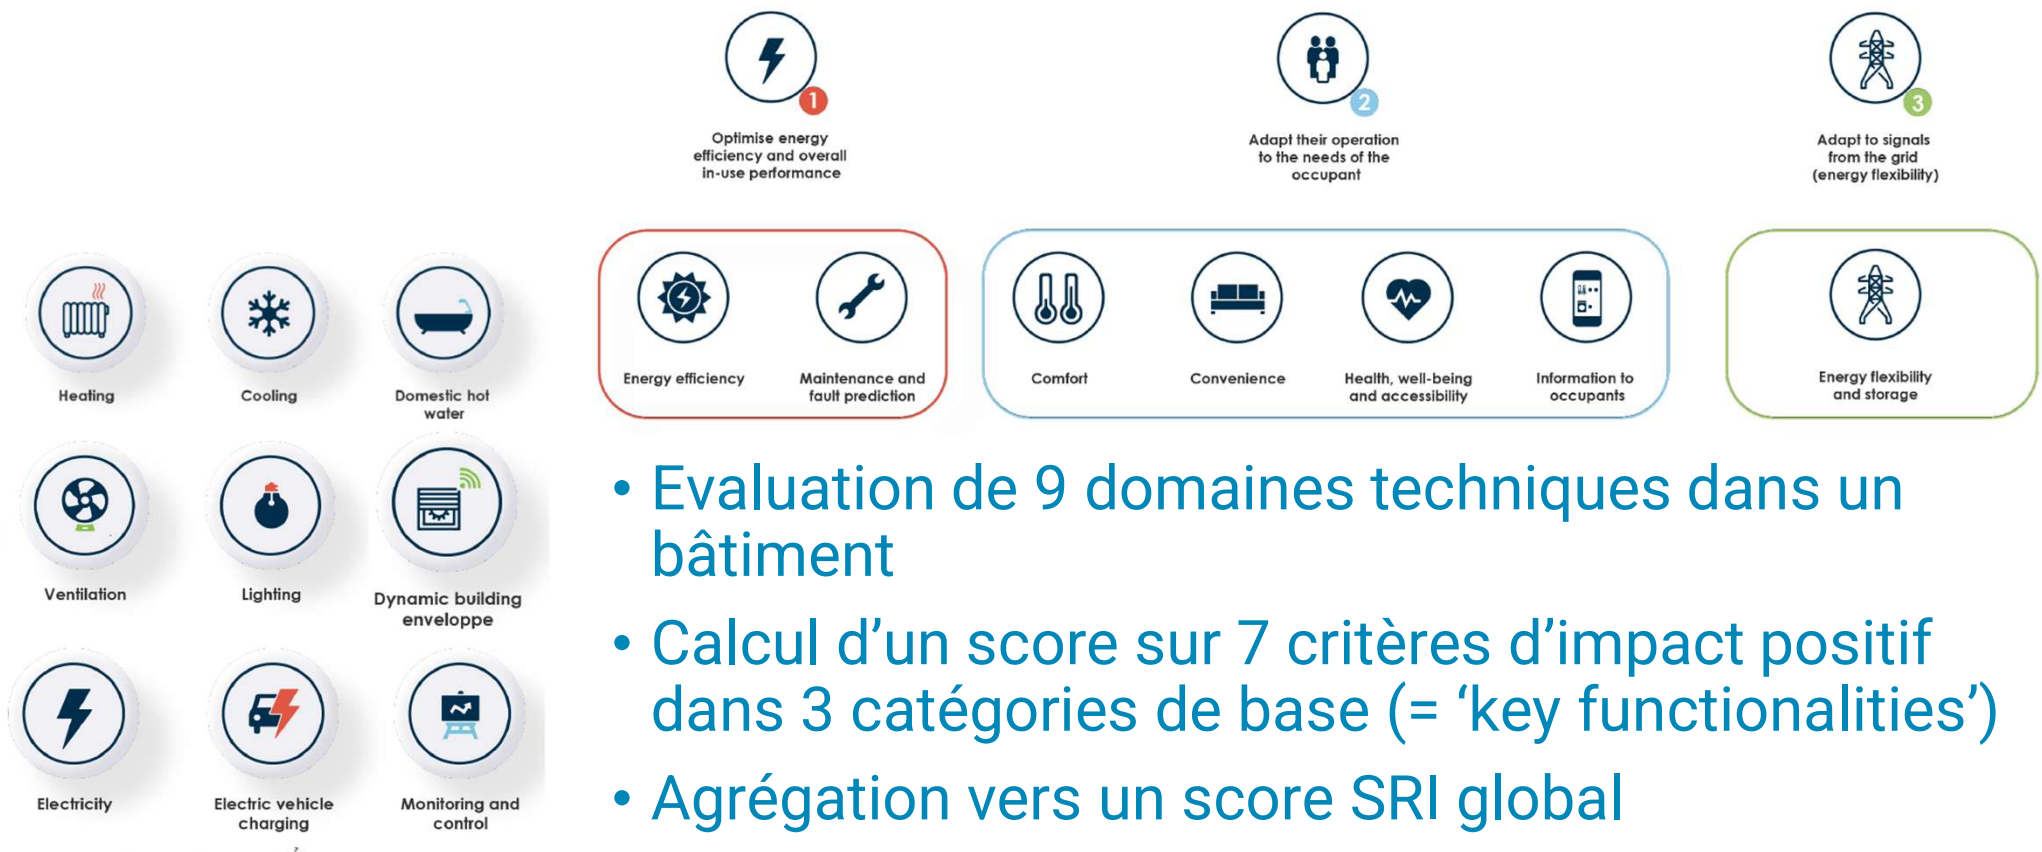 1
Optimise energy
efficiency and overall
in-use performance
2
Adapt their operation
to the needs of the
occupant
3
Adapt to signals
from the grid
(energy flexibility)
Energy efficiency
Maintenance and
fault prediction
Comfort
Convenience
Health, well-being
and accessibility
Information to
occupants
Energy flexibility
and storage
Heating
Cooling
Domestic hot
water
Ventilation
Lighting
Dynamic building
enveloppe
Electricity
Electric vehicle
charging
Monitoring and
control
• Evaluation de 9 domaines techniques dans un
bâtiment
• Calcul d’un score sur 7 critères d’impact positif
dans 3 catégories de base (= ‘key functionalities’)
• Agrégation vers un score SRI global